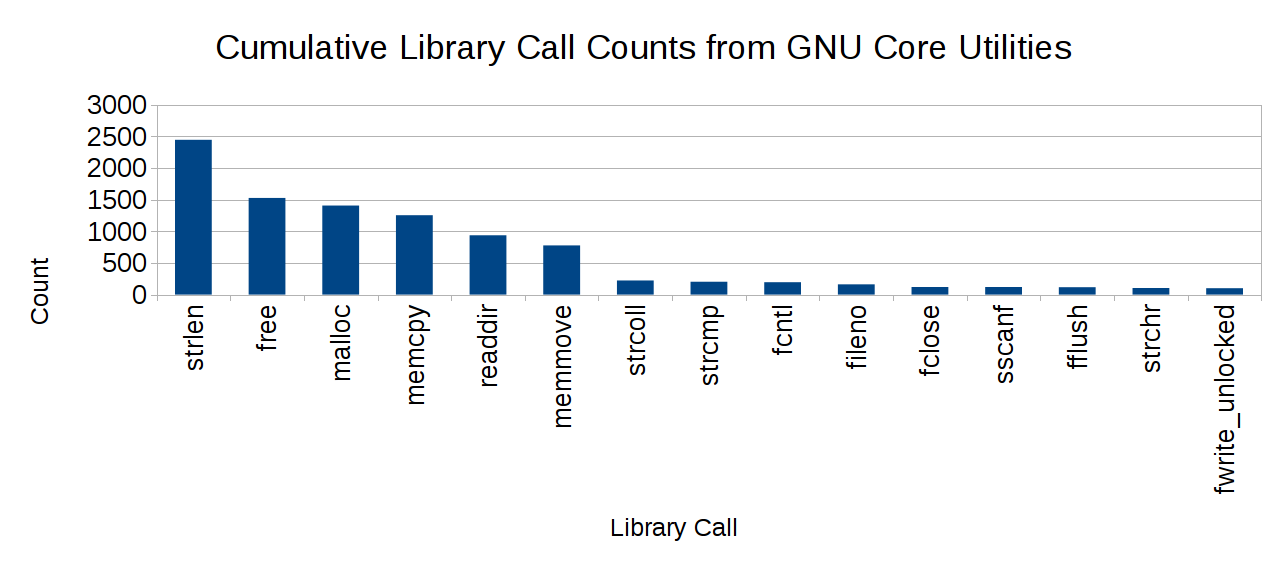 Cumulative Library Call Counts from GNU Core Utilities
3000
2500
2000
1500
1000
500
0
Count
strlen
free
malloc
memcpy
readdir
memmove
strcoll
strcmp
fcntl
fileno
fclose
sscanf
fflush
strchr
fwrite_unlocked
Library Call